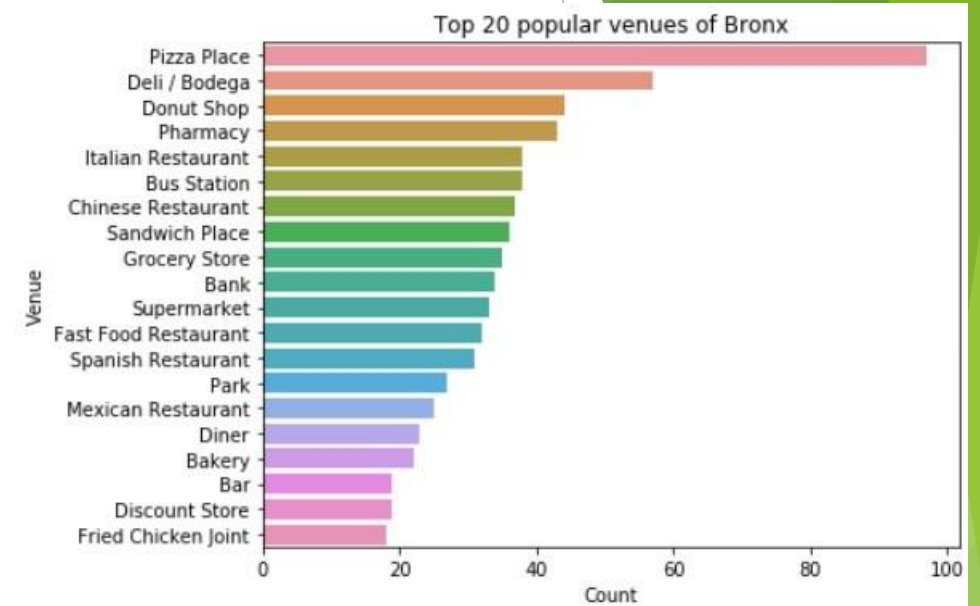 Top 20 popular venues of Bronx
Pizza Place
Deli / Bodega
Donut Shop
Pharmacy
Italian Restaurant
Bus Station
Chinese Restaurant
Sandwich Place
Grocery Store
Bank
Supermarket
Fast Food Restaurant
Spanish Restaurant
Park
Mexican Restaurant
Diner
Bakery
Bar
Discount Store
Fried Chicken Joint
Venue
0 20 40 60 80 100
Count